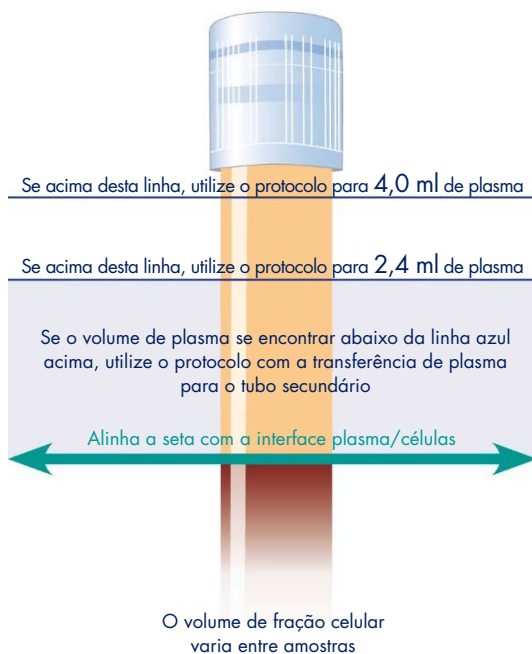 Se acima desta linha, utilize o protocolo para 4,0 ml de plasma
Se acima desta linha, utilize o protocolo para 2,4 ml de plasma
Se o volume de plasma se encontrar abaixo da linha azul
acima, utilize o protocolo com a transferência de plasma
para o tubo secundário
Alinha a seta com a interface plasma/células
O volume de fração celular
varia entre amostras